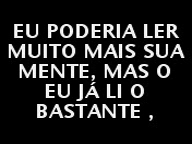 EU PODERIA LER
MUITO MAIS SUA
MENTE, MAS O
EU JÁ LI O
BASTANTE ,